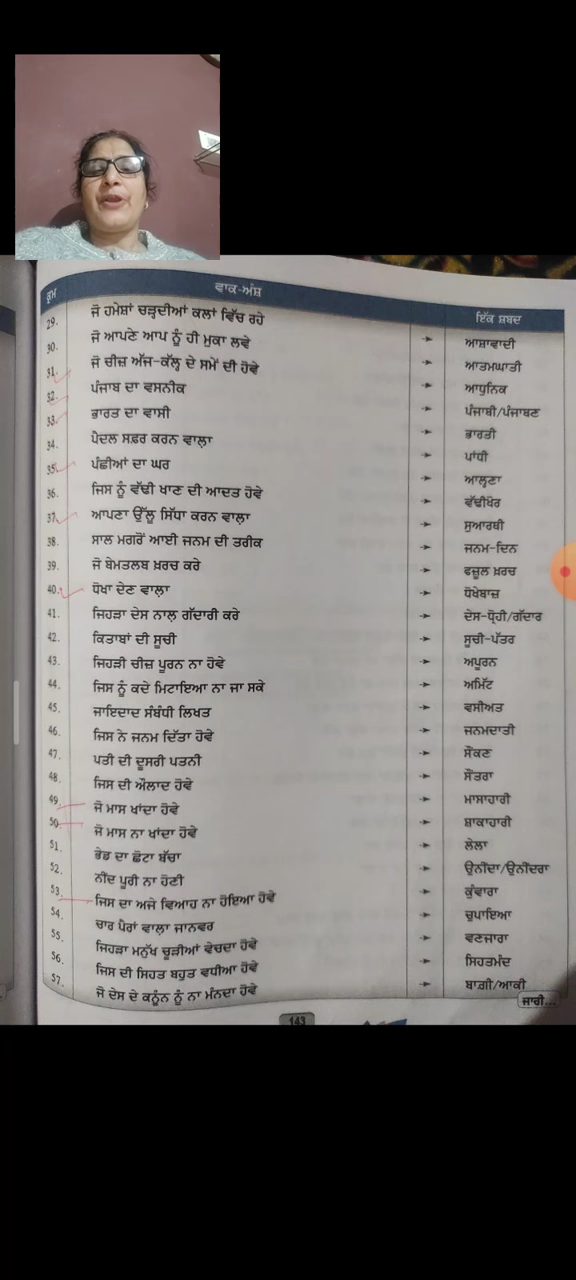 ਕ੍ਰਮ ਵਾਕ-ਅੰਸ਼ ਇੱਕ ਸ਼ਬਦ
29. ਜੋ ਹਮੇਸ਼ਾਂ ਚੜ੍ਹਦੀਆਂ ਕਲਾਂ ਵਿੱਚ ਰਹੇ ਆਸ਼ਾਵਾਦੀ
30. ਜੋ ਆਪਣੇ ਆਪ ਨੂੰ ਹੀ ਮੁਕਾ ਲਵੇ ਆਤਮਘਾਤੀ
31. ਜੋ ਚੀਜ਼ ਅੱਜ-ਕੱਲ੍ਹ ਦੇ ਸਮੇਂ ਦੀ ਹੋਵੇ ਆਧੁਨਿਕ
32. ਪੰਜਾਬ ਦਾ ਵਸਨੀਕ ਪੰਜਾਬੀ/ਪੰਜਾਬਣ
33. ਭਾਰਤ ਦਾ ਵਾਸੀ ਭਾਰਤੀ
34. ਪੈਦਲ ਸਫ਼ਰ ਕਰਨ ਵਾਲ਼ਾ ਪਾਂਧੀ
35. ਪੰਛੀਆਂ ਦਾ ਘਰ ਆਲ੍ਹਣਾ
36. ਜਿਸ ਨੂੰ ਵੱਢੀ ਖਾਣ ਦੀ ਆਦਤ ਹੋਵੇ ਵੱਢੀਖੋਰ
37. ਆਪਣਾ ਉੱਲੂ ਸਿੱਧਾ ਕਰਨ ਵਾਲ਼ਾ ਸੁਆਰਥੀ
38. ਸਾਲ ਮਗਰੋਂ ਆਈ ਜਨਮ ਦੀ ਤਰੀਕ ਜਨਮ-ਦਿਨ
39. ਜੋ ਬੇਮਤਲਬ ਖ਼ਰਚ ਕਰੇ ਫਜ਼ੂਲ ਖ਼ਰਚ
40. ਧੋਖਾ ਦੇਣ ਵਾਲ਼ਾ ਧੋਖੇਬਾਜ਼
41. ਜਿਹੜਾ ਦੇਸ ਨਾਲ਼ ਗੱਦਾਰੀ ਕਰੇ ਦੇਸ-ਧ੍ਰੋਹੀ/ਗੱਦਾਰ
42. ਕਿਤਾਬਾਂ ਦੀ ਸੂਚੀ ਸੂਚੀ-ਪੱਤਰ
43. ਜਿਹੜੀ ਚੀਜ਼ ਪੂਰਨ ਨਾ ਹੋਵੇ ਅਪੂਰਨ
44. ਜਿਸ ਨੂੰ ਕਦੇ ਮਿਟਾਇਆ ਨਾ ਜਾ ਸਕੇ ਅਮਿੱਟ
45. ਜਾਇਦਾਦ ਸੰਬੰਧੀ ਲਿਖਤ ਵਸੀਅਤ
46. ਜਿਸ ਨੇ ਜਨਮ ਦਿੱਤਾ ਹੋਵੇ ਜਨਮਦਾਤੀ
47. ਪਤੀ ਦੀ ਦੂਸਰੀ ਪਤਨੀ ਸੌਕਣ
48. ਜਿਸ ਦੀ ਔਲਾਦ ਹੋਵੇ ਸੌਂਤਰਾ
49. ਜੋ ਮਾਸ ਖਾਂਦਾ ਹੋਵੇ ਮਾਸਾਹਾਰੀ
50. ਜੋ ਮਾਸ ਨਾ ਖਾਂਦਾ ਹੋਵੇ ਸ਼ਾਕਾਹਾਰੀ
51. ਭੇਡ ਦਾ ਛੋਟਾ ਬੱਚਾ ਲੇਲਾ
52. ਨੀਂਦ ਪੂਰੀ ਨਾ ਹੋਣੀ ਉਨੀਂਦਾ/ਉਨੀਂਦਰਾ
53. ਜਿਸ ਦਾ ਅਜੇ ਵਿਆਹ ਨਾ ਹੋਇਆ ਹੋਵੇ ਕੁੰਵਾਰਾ
54. ਚਾਰ ਪੈਰਾਂ ਵਾਲ਼ਾ ਜਾਨਵਰ ਚੁਪਾਇਆ
55. ਜਿਹੜਾ ਮਨੁੱਖ ਚੂੜੀਆਂ ਵੇਚਦਾ ਹੋਵੇ ਵਣਜਾਰਾ
56. ਜਿਸ ਦੀ ਸਿਹਤ ਬਹੁਤ ਵਧੀਆ ਹੋਵੇ ਸਿਹਤਮੰਦ
57. ਜੋ ਦੇਸ ਦੇ ਕਨੂੰਨ ਨੂੰ ਨਾ ਮੰਨਦਾ ਹੋਵੇ ਬਾਗ਼ੀ/ਆਕੀ
ਜਾਰੀ...
143